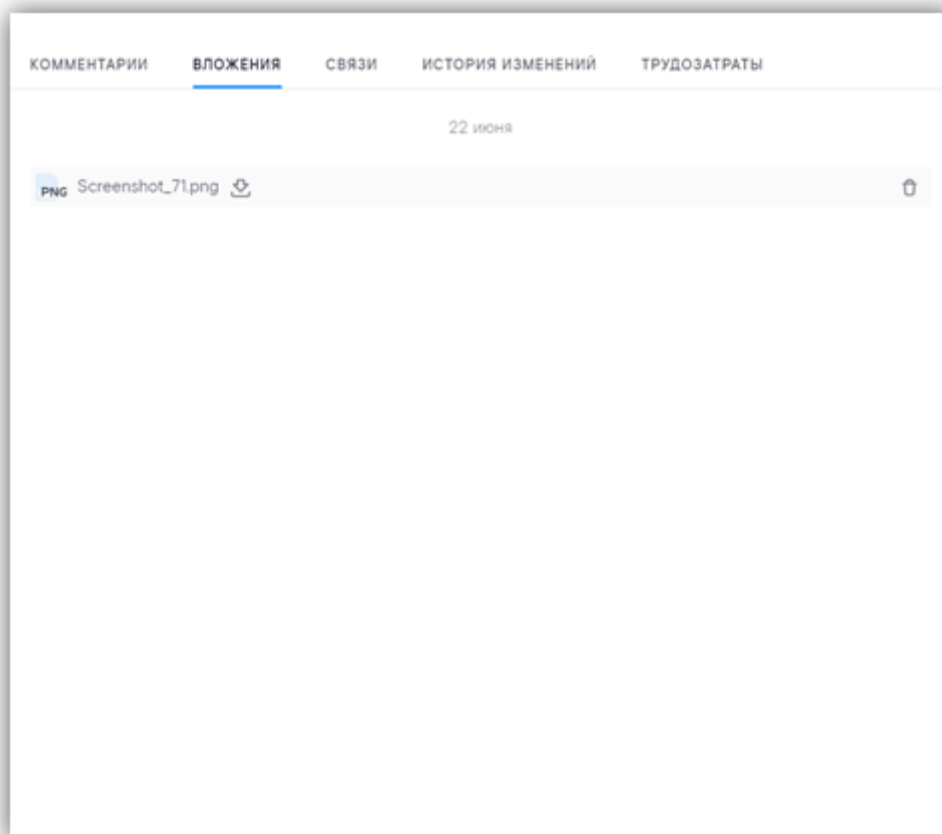 КОММЕНТАРИИ ВЛОЖЕНИЯ СВЯЗИ ИСТОРИЯ ИЗМЕНЕНИЙ ТРУДОЗАТРАТЫ
22 июня
PNG Screenshot_71.png